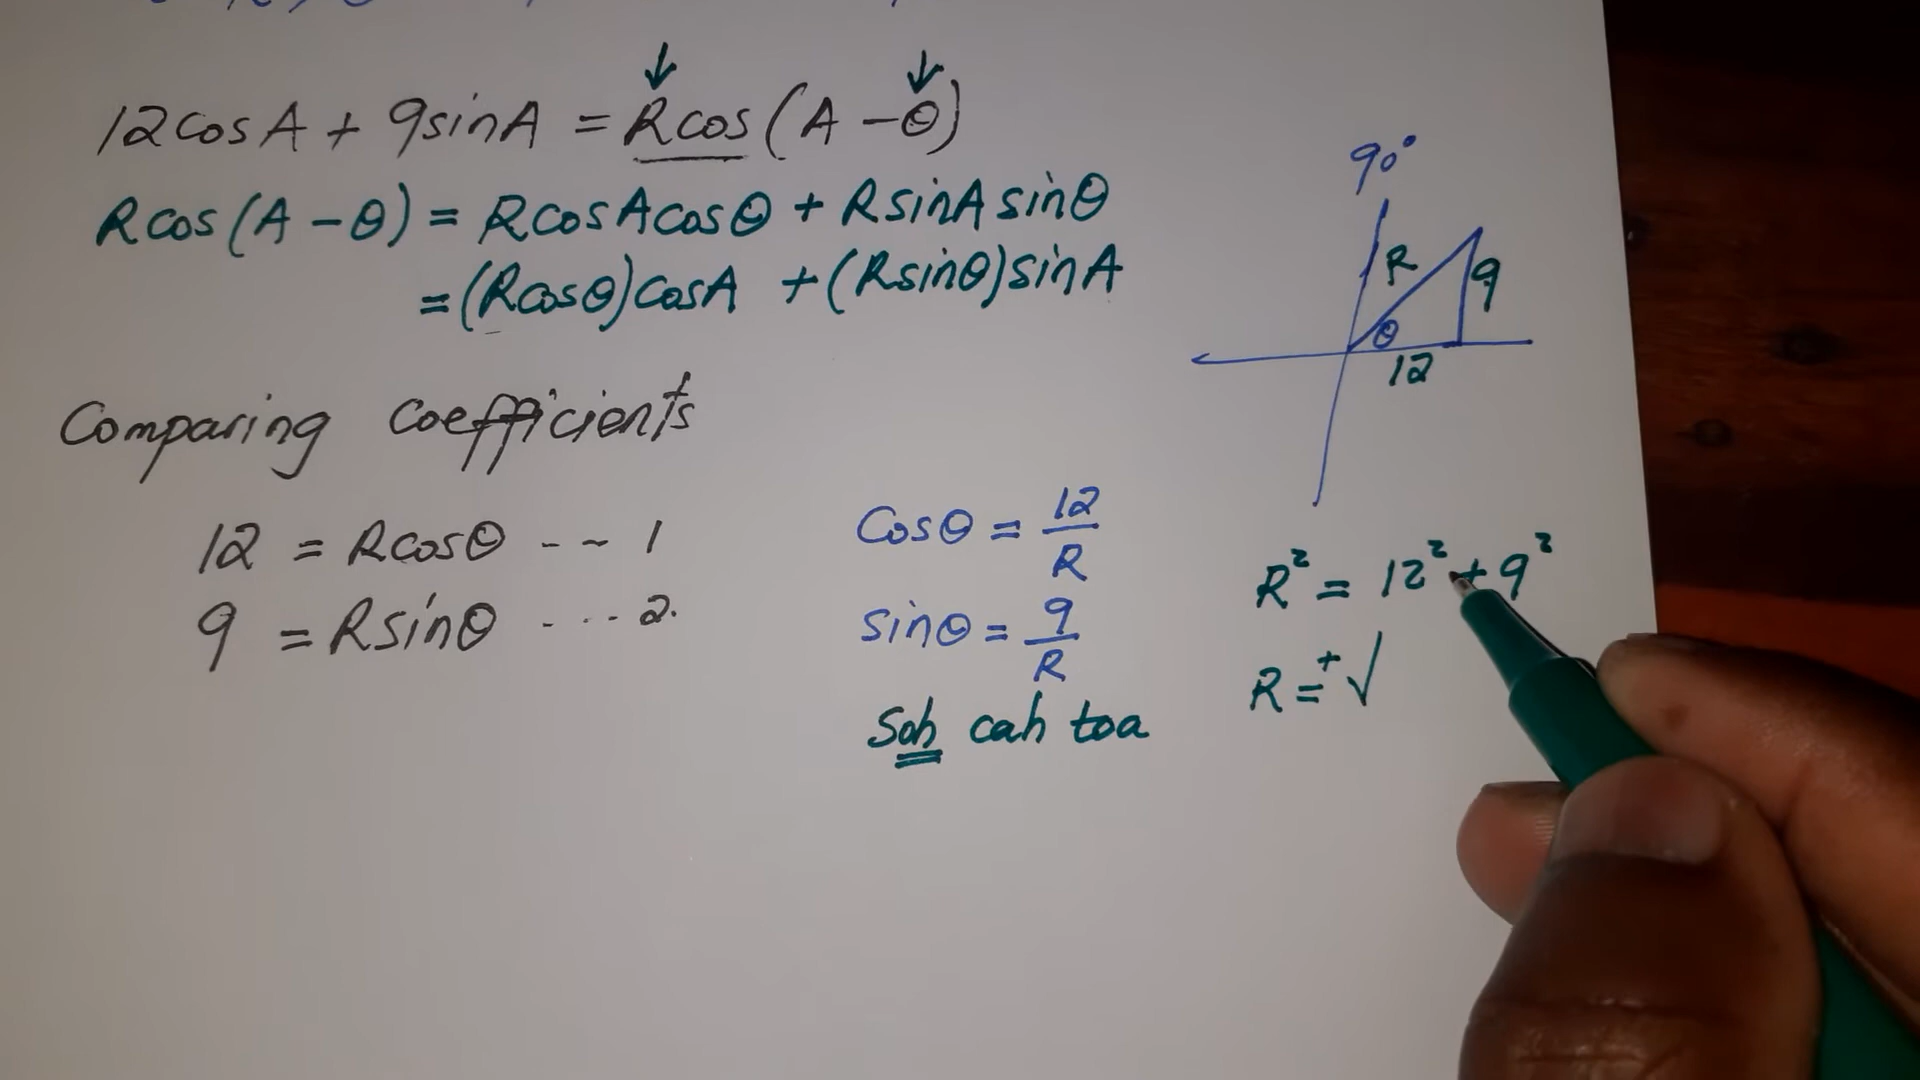 12cosA + 9sinA = Rcos(A - θ)
Rcos(A - θ) = RcosAcosθ + RsinAsinθ
= (Rcosθ)cosA + (Rsinθ)sinA
90°
R
9
θ
12
Comparing Coefficients
12 = Rcosθ -- 1
9 = Rsinθ ... 2.
Cosθ = 12/R
sinθ = 9/R
Soh cah toa
R² = 12² + 9²
R = +√